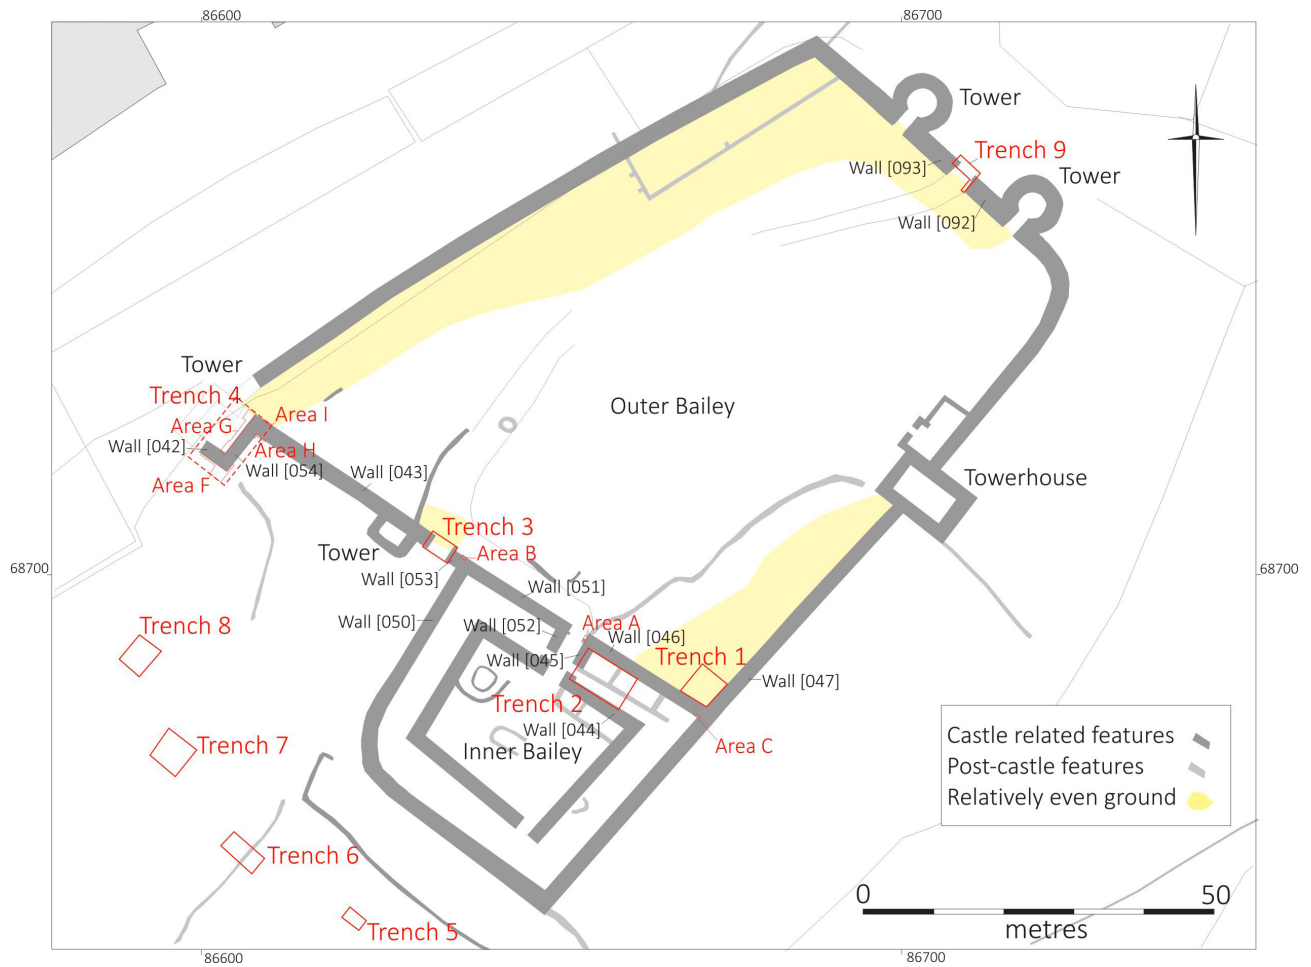 86600
86700
Tower
Trench 9
Wall [093]
Tower
Wall [092]
Tower
Trench 4
Outer Bailey
Area I
Area G
Wall [042]
Area H
Wall [054]
Wall [043]
Area F
Towerhouse
Trench 3
Tower
Area B
68700
Wall [053]
Wall [051]
68700
Trench 8
Wall [050]
Wall [052]
Area A
Wall [046]
Wall [045]
Trench 1
Wall [047]
Trench 2
Wall [044]
Trench 7
Inner Bailey
Area C
Castle related features
Post-castle features
Relatively even ground
Trench 6
0
50
metres
Trench 5
86600
86700